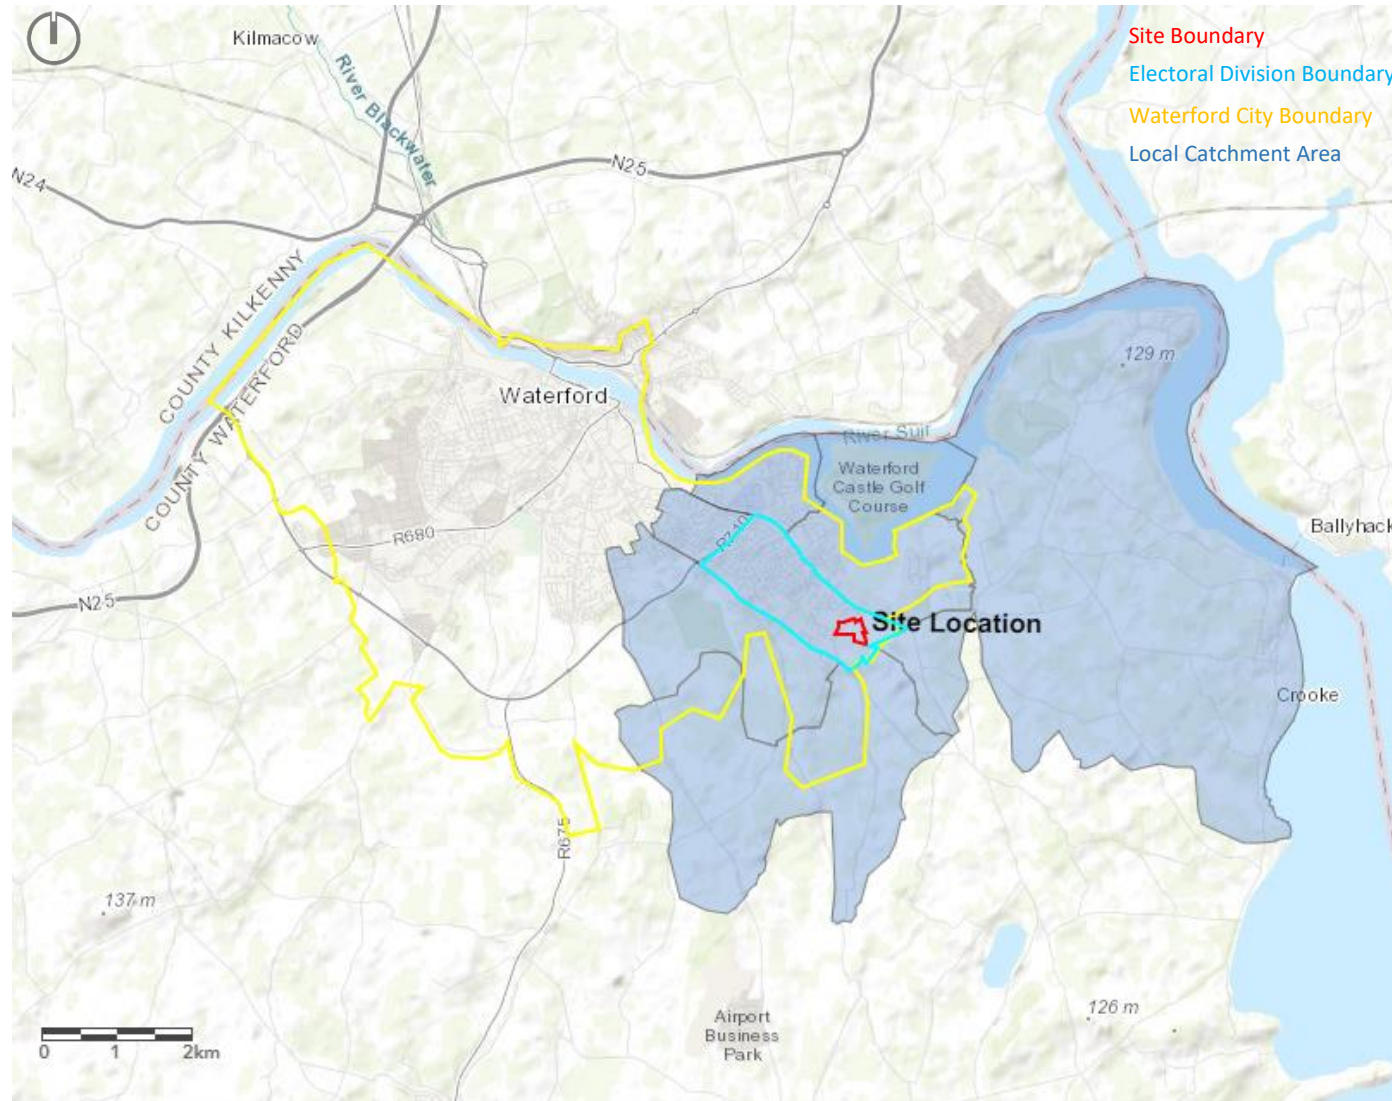 Kilmacow
Site Boundary
Electoral Division Boundary
Waterford City Boundary
Local Catchment Area
River Blackwater
N24
N25
COUNTY KILKENNY
COUNTY WATERFORD
129 m
Waterford
River Suir
Waterford
Castle Golf
Course
R680
R710
Ballyhack
N25
Site Location
Crooke
R675
137 m
126 m
Airport
Business
Park
0 1 2km